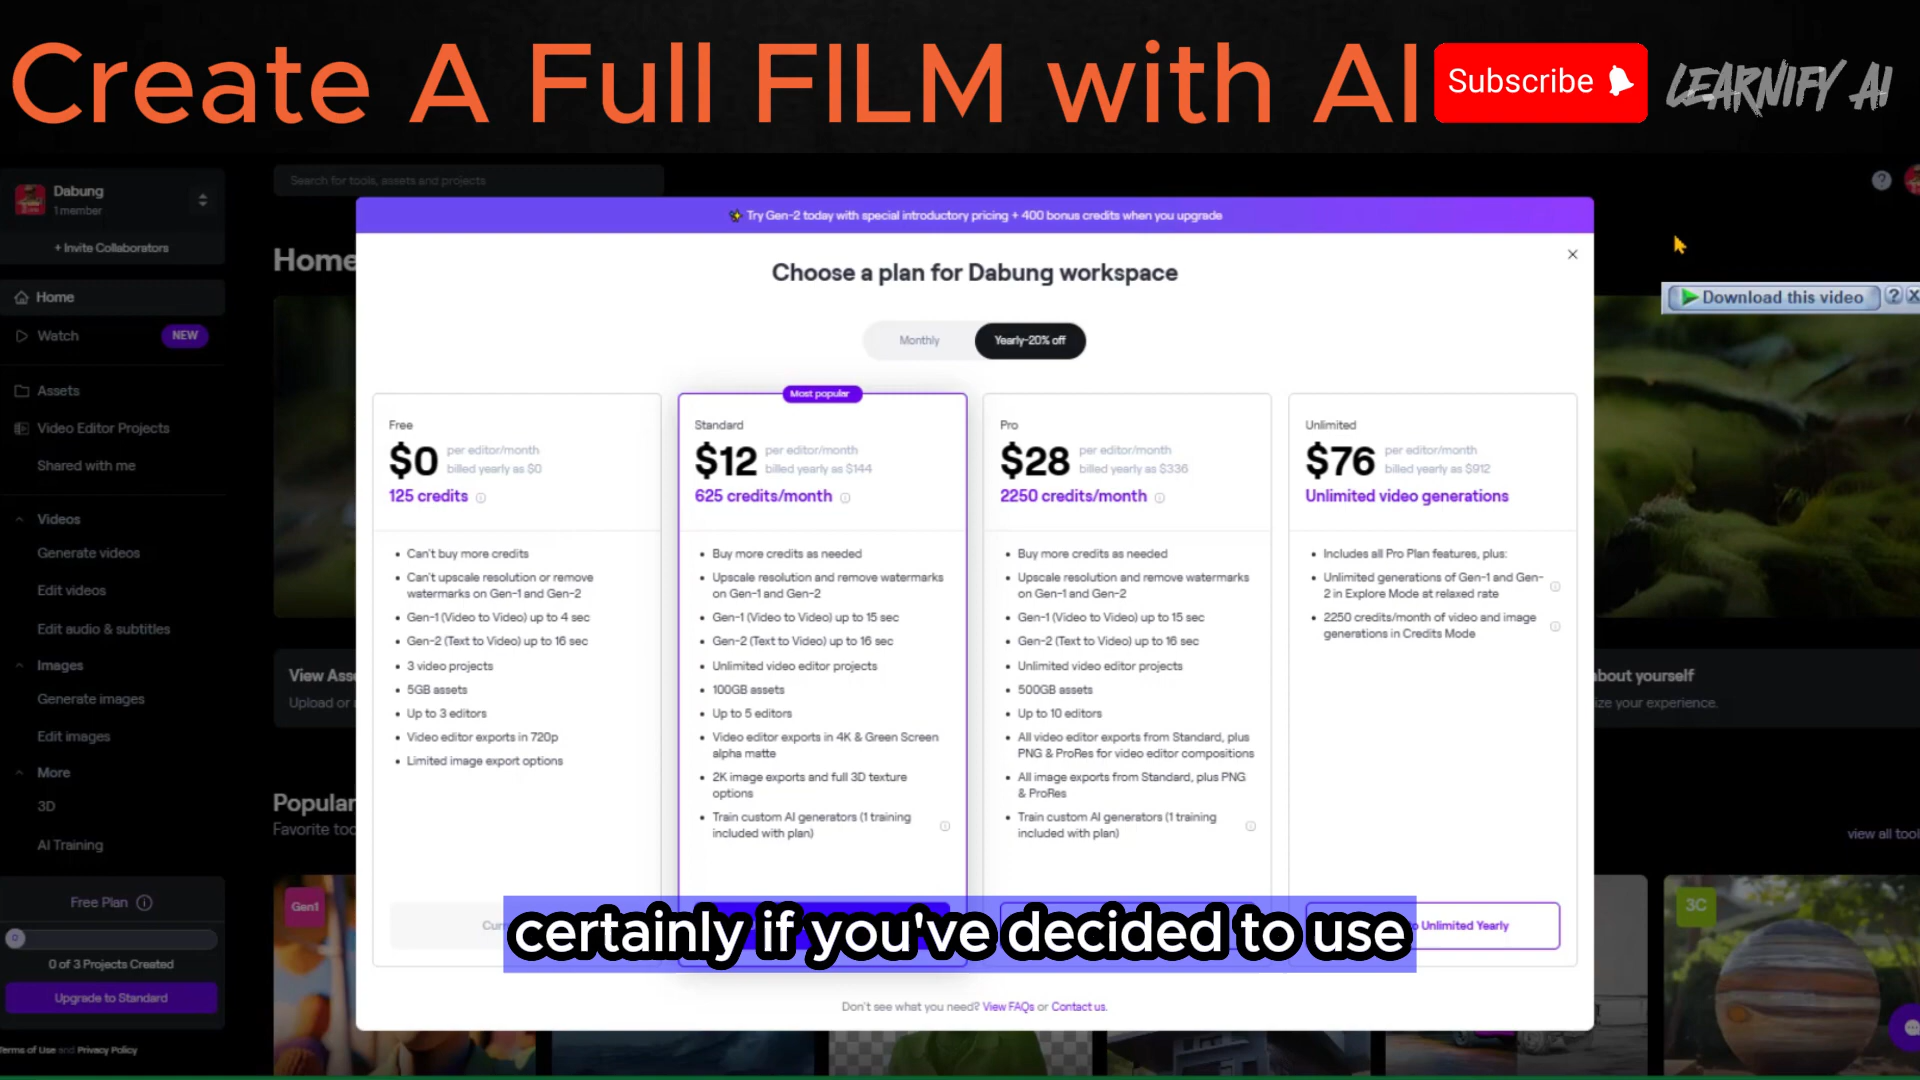 Create A Full FILM with AI
Subscribe
LEARNIFY AI
Dabung
1 member
Search for tools, assets and projects
+ Invite Collaborators
Home
Watch
NEW
Assets
Video Editor Projects
Shared with me
Videos
Generate videos
Edit videos
Edit audio & subtitles
Images
Generate images
Edit images
More
3D
AI Training
Free Plan
0
0 of 3 Projects Created
Upgrade to Standard
Terms of Use and Privacy Policy
Home
View Ass
Upload or
Popular
Favorite too
Gen1
Try Gen-2 today with special introductory pricing + 400 bonus credits when you upgrade
Choose a plan for Dabung workspace
Monthly
Yearly-20% off
Free
$0 per editor/month
billed yearly as $0
125 credits
• Can't buy more credits
• Can't upscale resolution or remove
watermarks on Gen-1 and Gen-2
• Gen-1 (Video to Video) up to 4 sec
• Gen-2 (Text to Video) up to 16 sec
• 3 video projects
• 5GB assets
• Up to 3 editors
• Video editor exports in 720p
• Limited image export options
Most popular
Standard
$12 per editor/month
billed yearly as $144
625 credits/month
• Buy more credits as needed
• Upscale resolution and remove watermarks
on Gen-1 and Gen-2
• Gen-1 (Video to Video) up to 15 sec
• Gen-2 (Text to Video) up to 16 sec
• Unlimited video editor projects
• 100GB assets
• Up to 5 editors
• Video editor exports in 4K & Green Screen
alpha matte
• 2K image exports and full 3D texture
options
• Train custom AI generators (1 training
included with plan)
Pro
$28 per editor/month
billed yearly as $336
2250 credits/month
• Buy more credits as needed
• Upscale resolution and remove watermarks
on Gen-1 and Gen-2
• Gen-1 (Video to Video) up to 15 sec
• Gen-2 (Text to Video) up to 16 sec
• Unlimited video editor projects
• 500GB assets
• Up to 10 editors
• All video editor exports from Standard, plus
PNG & ProRes for video editor compositions
• All image exports from Standard, plus PNG
& ProRes
• Train custom AI generators (1 training
included with plan)
Unlimited
$76 per editor/month
billed yearly as $912
Unlimited video generations
• Includes all Pro Plan features, plus:
• Unlimited generations of Gen-1 and Gen-
2 in Explore Mode at relaxed rate
• 2250 credits/month of video and image
generations in Credits Mode
Unlimited Yearly
certainly if you've decided to use
Don't see what you need? View FAQs or Contact us.
Download this video
about yourself
ize your experience.
view all tool
3C